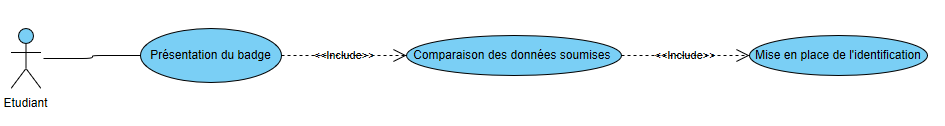 Présentation du badge
<<Include>>
Comparaison des données soumises
<<Include>>
Mise en place de l'identification
Etudiant